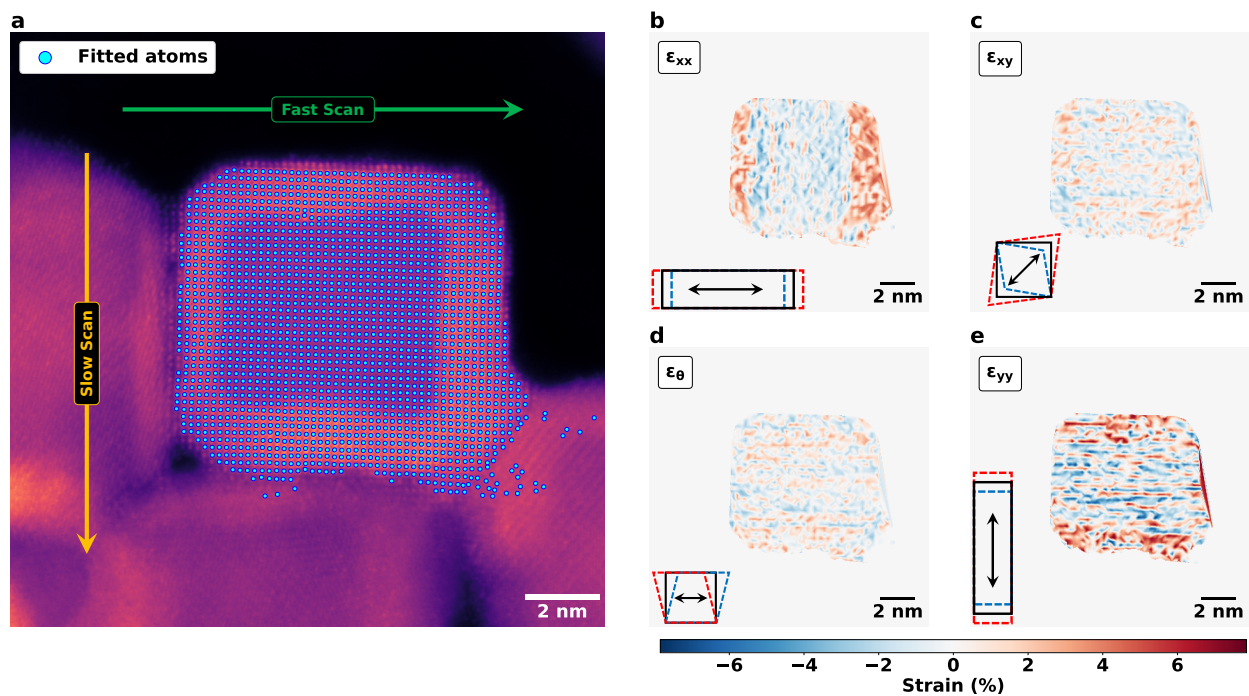 a
Fitted atoms
Fast Scan
Slow Scan
2 nm
b
εxx
2 nm
c
εxy
2 nm
d
εθ
2 nm
e
εyy
2 nm
−6 −4 −2 0 2 4 6
Strain (%)